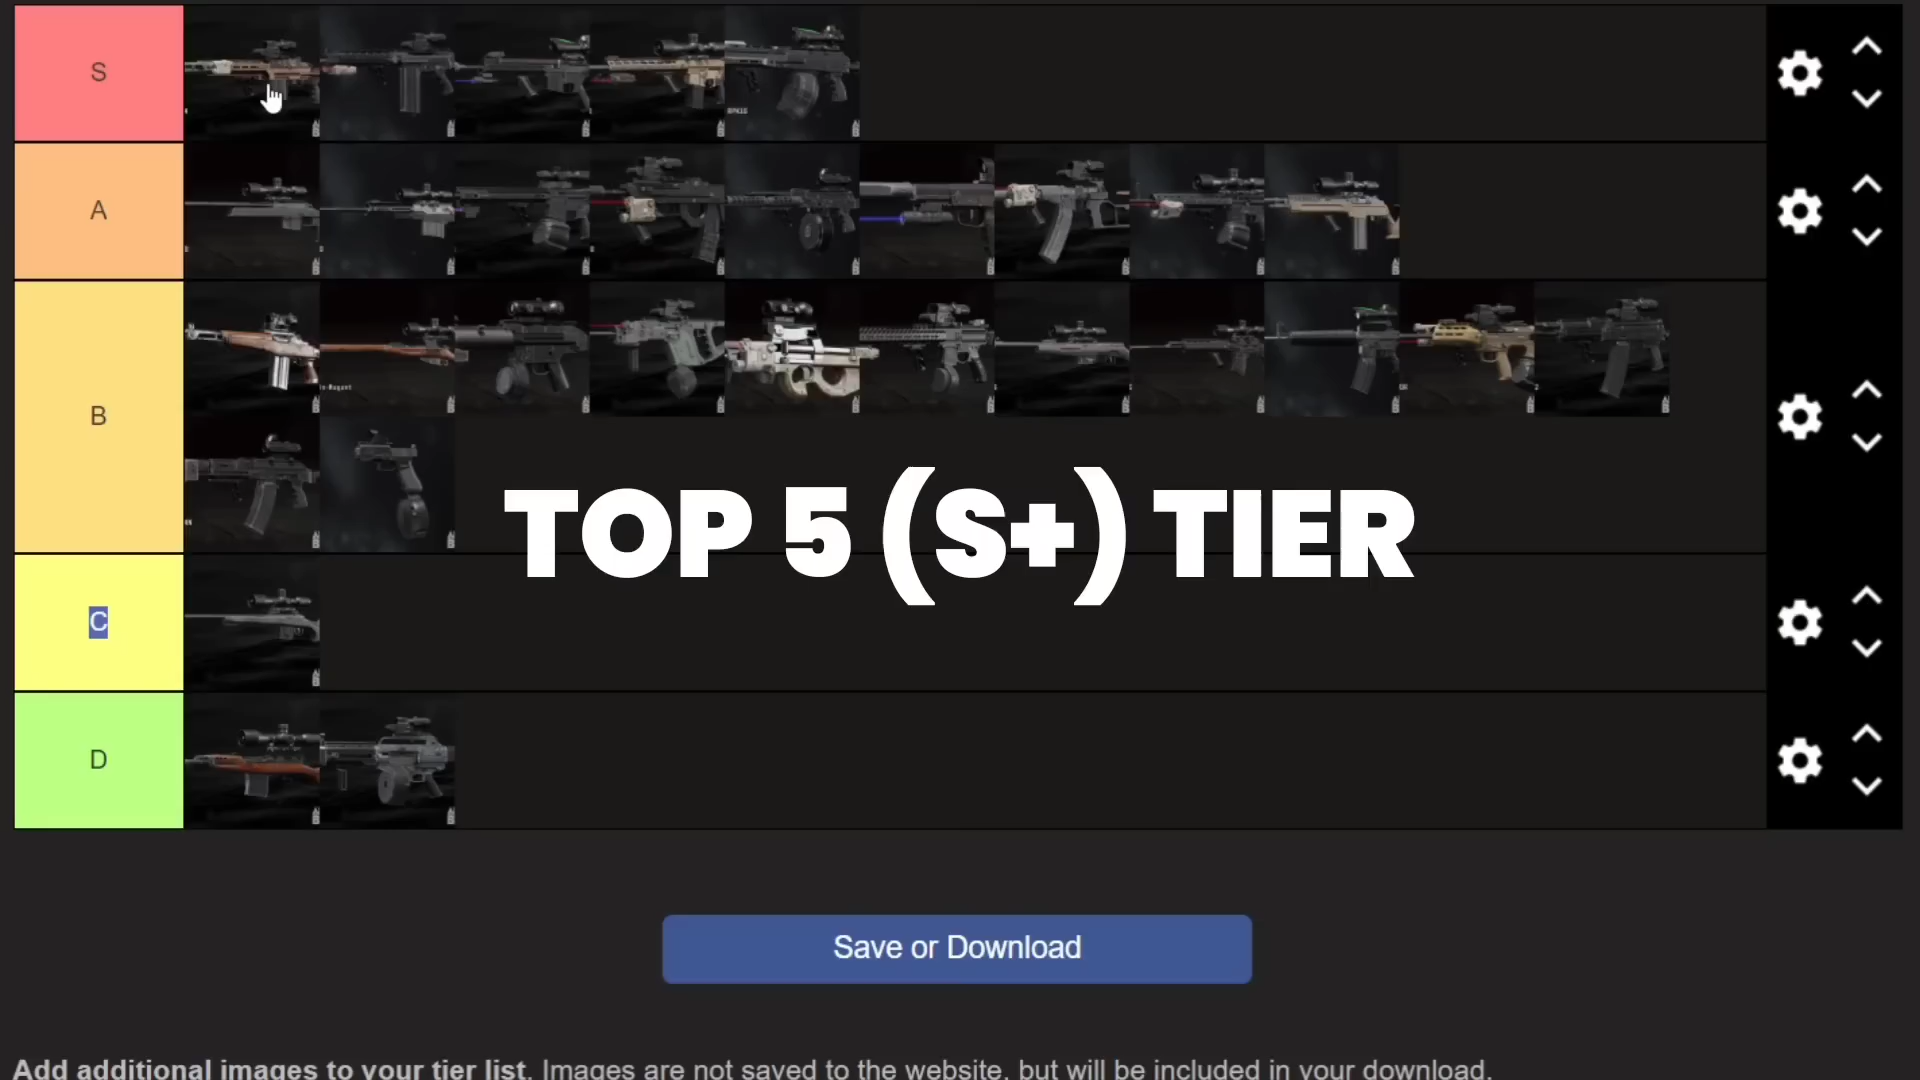 S
A
B
-Nugant
TOP 5 (S+) TIER
C
D
Save or Download
Add additional images to your tier list. Images are not saved to the website, but will be included in your download.